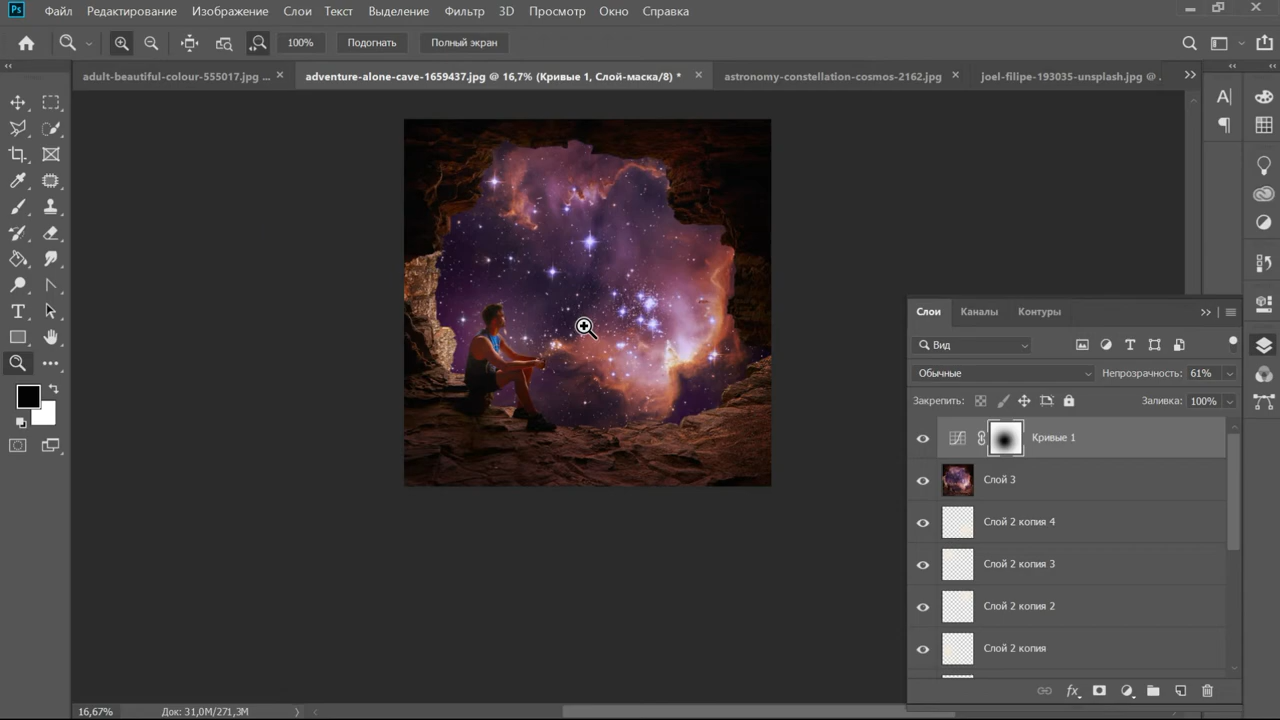 Ps Файл Редактирование Изображение Слои Текст Выделение Фильтр 3D Просмотр Окно Справка
100% Подогнать Полный экран
adult-beautiful-colour-555017.jpg ... × adventure-alone-cave-1659437.jpg @ 16,7% (Кривые 1, Слой-маска/8) * × astronomy-constellation-cosmos-2162.jpg × joel-filipe-193035-unsplash.jpg @ .
Слои Каналы Контуры
Вид
Обычные Непрозрачность: 61%
Закрепить: Заливка: 100%
Кривые 1
Слой 3
Слой 2 копия 4
Слой 2 копия 3
Слой 2 копия 2
Слой 2 копия
fx
16,67% Док: 31,0M/271,3M